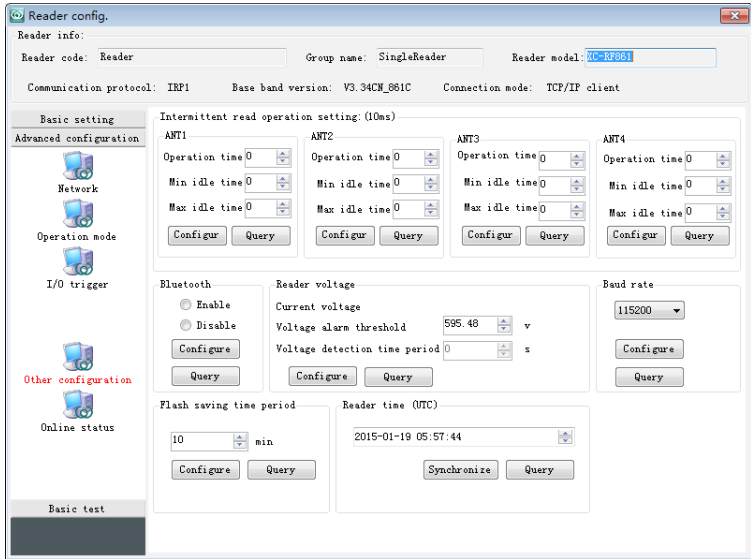 Reader config.
Reader info:
Reader code: Reader Group name: SingleReader Reader model: XC-RF861
Communication protocol: IRP1 Base band version: V3.34CN_861C Connection mode: TCP/IP client
Basic setting
Advanced configuration
Network
Operation mode
I/O trigger
Other configuration
Online status
Basic test
Intermittent read operation setting:(10ms)
ANT1 ANT2 ANT3 ANT4
Operation time 0 Operation time 0 Operation time 0 Operation time 0
Min idle time 0 Min idle time 0 Min idle time 0 Min idle time 0
Max idle time 0 Max idle time 0 Max idle time 0 Max idle time 0
Configur Query Configur Query Configur Query Configur Query
Bluetooth
Enable
Disable
Configure
Query
Reader voltage
Current voltage
Voltage alarm threshold 595.48 v
Voltage detection time period 0 s
Configure Query
Baud rate
115200
Configure
Query
Flash saving time period
10 min
Configure Query
Reader time (UTC)
2015-01-19 05:57:44
Synchronize Query